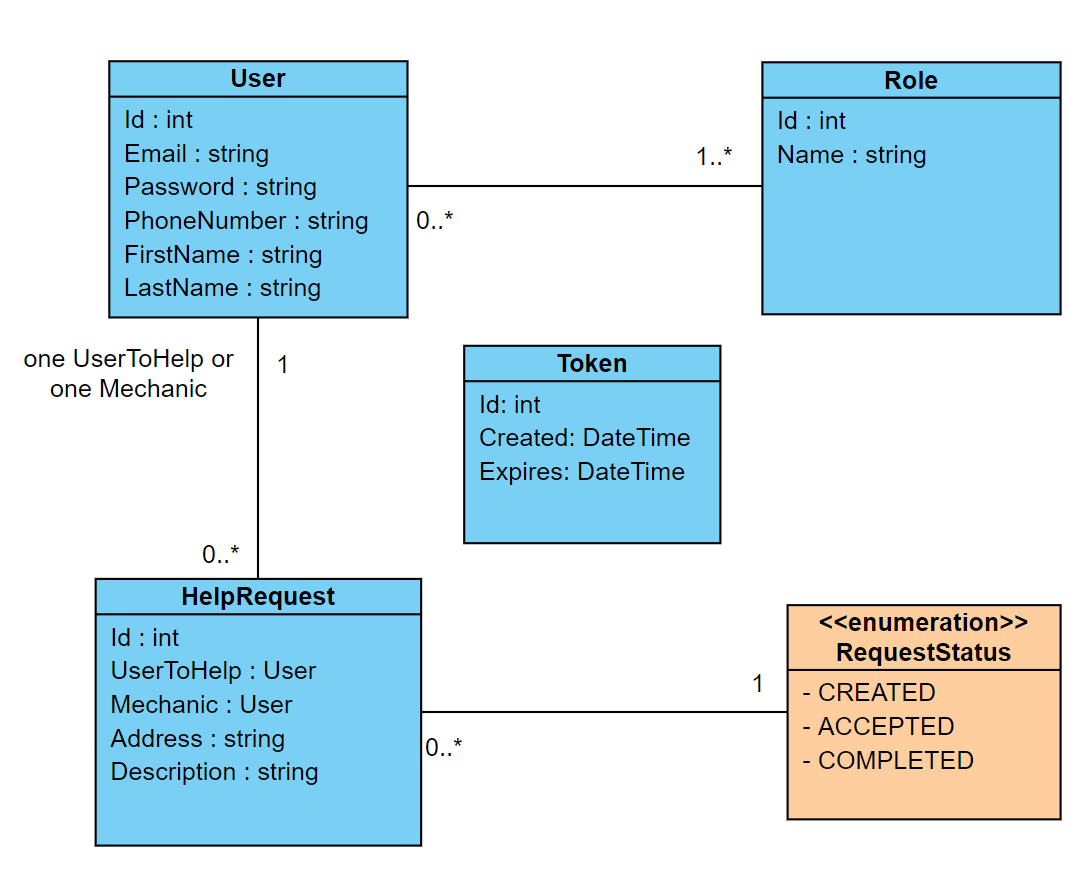 User
Id : int
Email : string
Password : string
PhoneNumber : string
FirstName : string
LastName : string
Role
Id : int
Name : string
1..*
0..*
one UserToHelp or
one Mechanic
1
0..*
Token
Id: int
Created: DateTime
Expires: DateTime
HelpRequest
Id : int
UserToHelp : User
Mechanic : User
Address : string
Description : string
1
0..*
<<enumeration>>
RequestStatus
- CREATED
- ACCEPTED
- COMPLETED